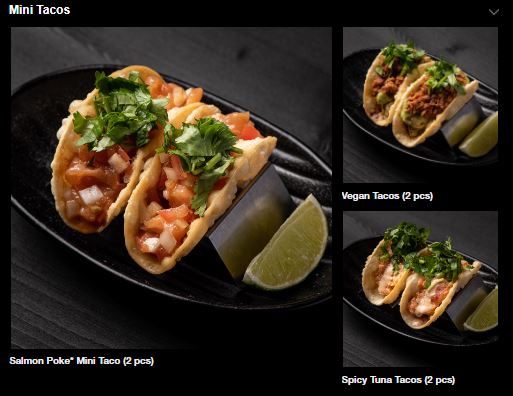 Mini Tacos
Salmon Poke* Mini Taco (2 pcs)
Vegan Tacos (2 pcs)
Spicy Tuna Tacos (2 pcs)